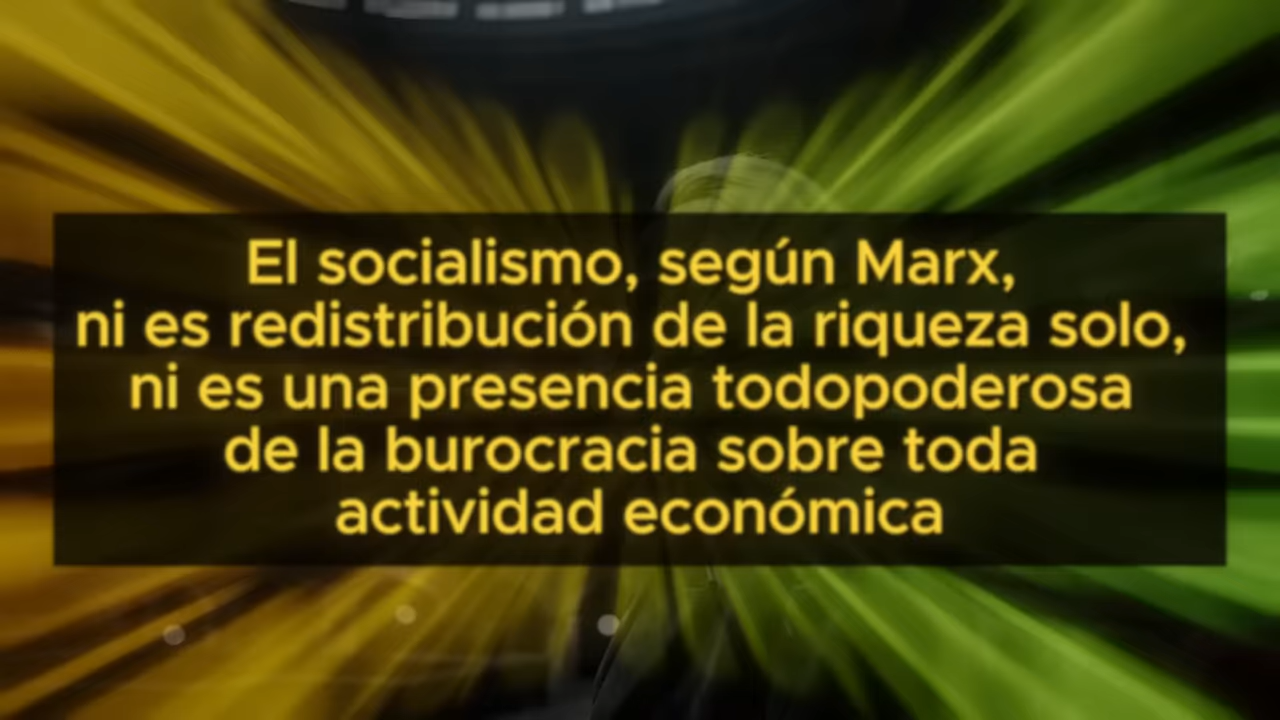 El socialismo, según Marx,
ni es redistribución de la riqueza solo,
ni es una presencia todopoderosa
de la burocracia sobre toda
actividad económica